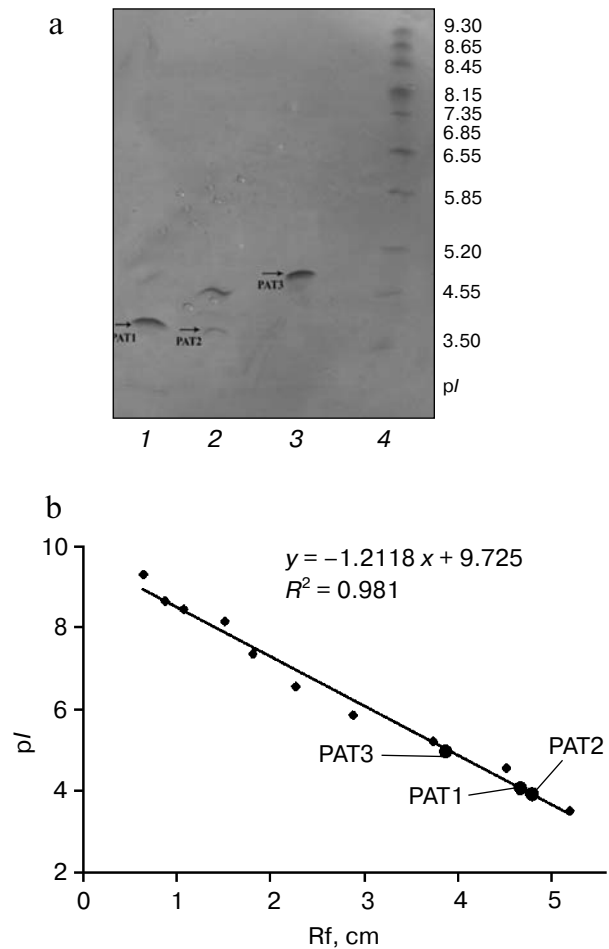 a
9.30
8.65
8.45
8.15
7.35
6.85
6.55
5.85
5.20
4.55
3.50
pI
PAT1
PAT2
PAT3
1 2 3 4
b
y = −1.2118 x + 9.725
R² = 0.981
10
8
6
4
2
pI
PAT3
PAT1
PAT2
0 1 2 3 4 5
Rf, cm